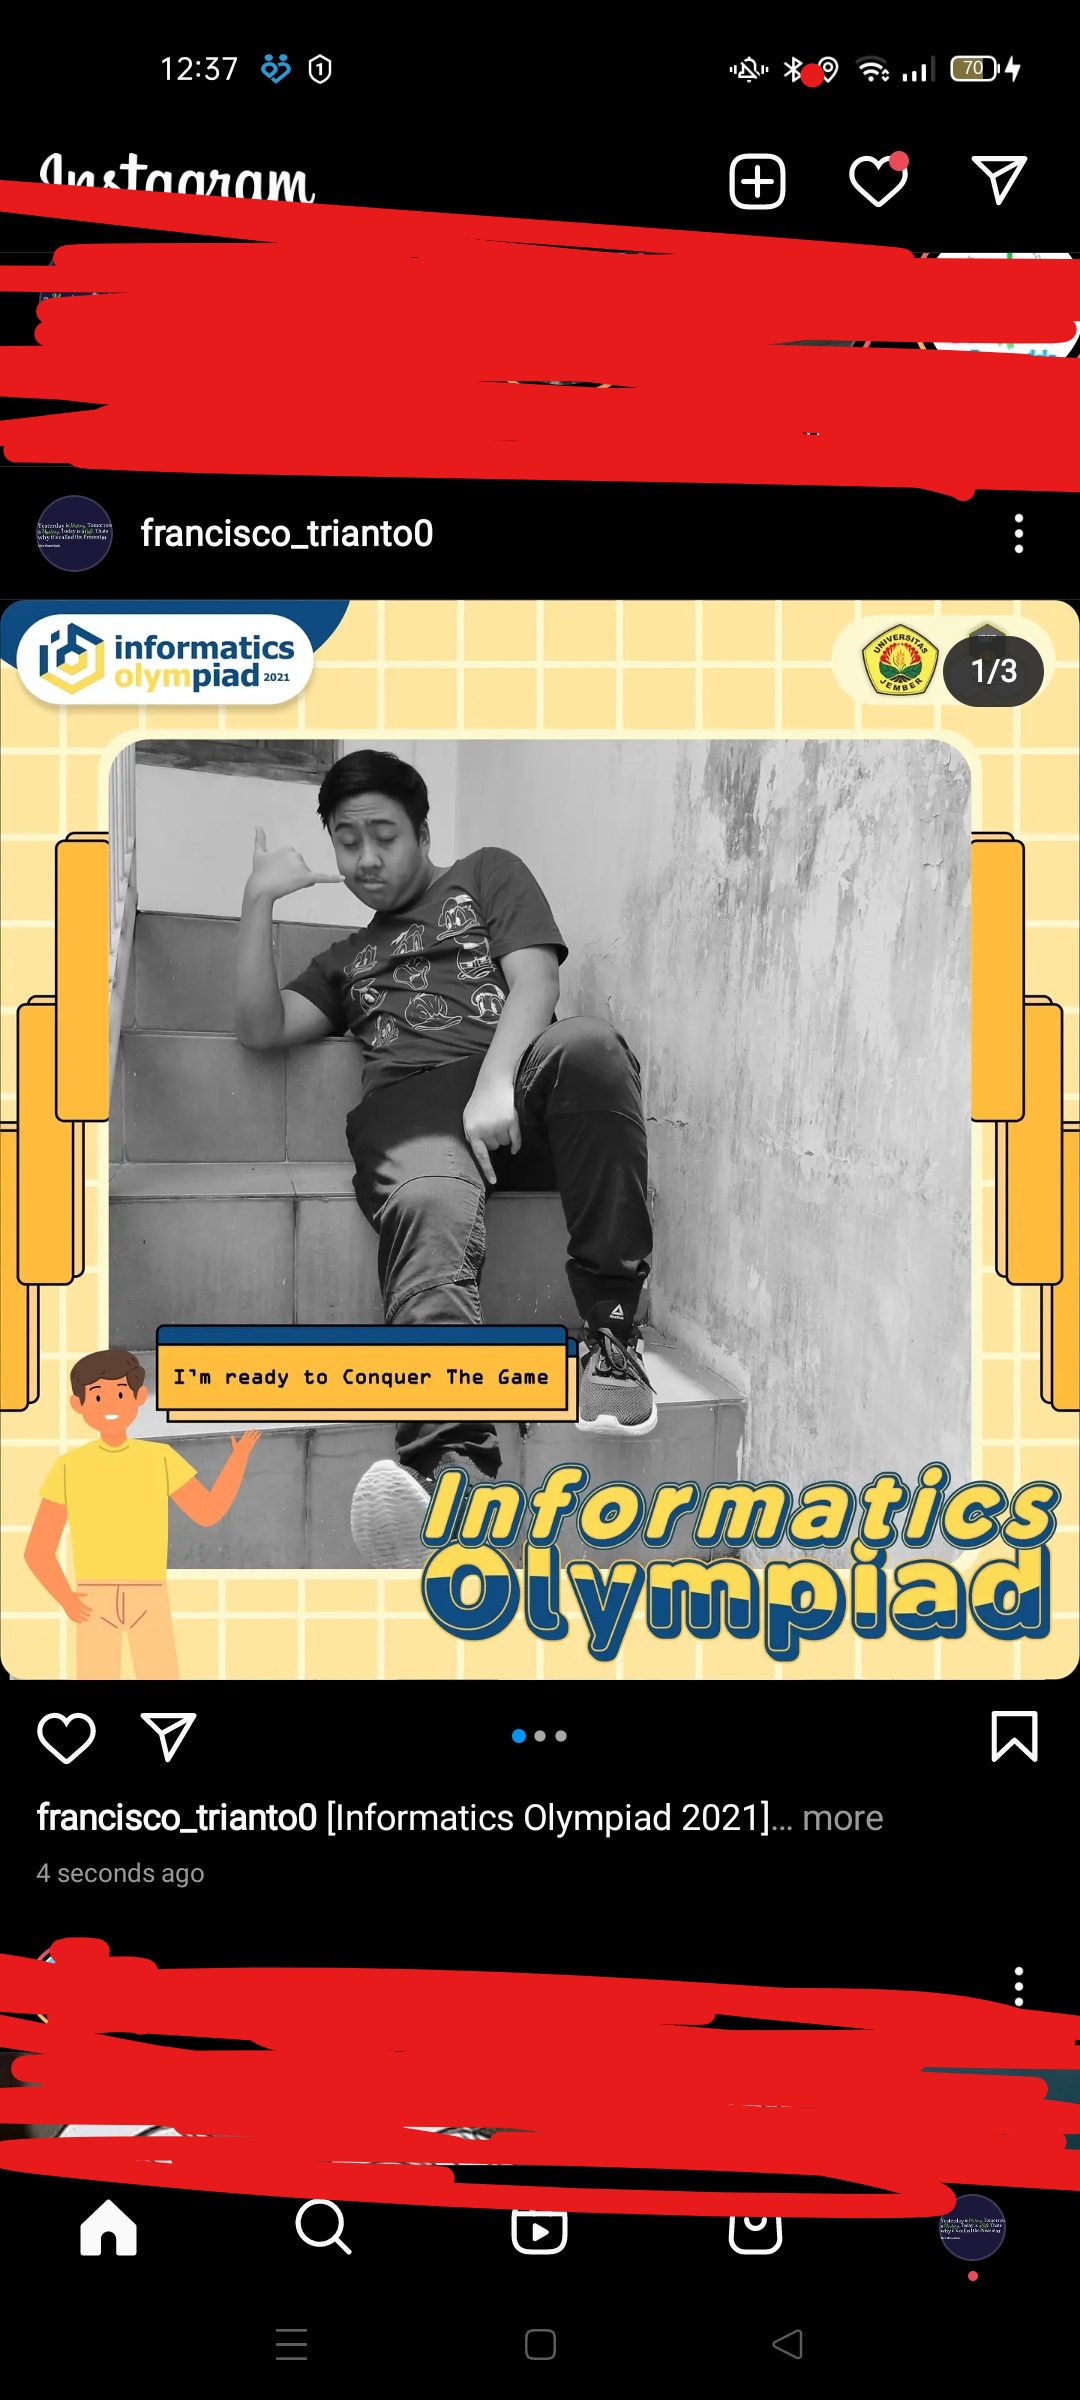 12:37
70
Instagram
francisco_trianto0
informatics
olympiad 2021
UNIVERSITAS
JEMBER
1/3
I'm ready to Conquer The Game
Informatics
Olympiad
francisco_trianto0 [Informatics Olympiad 2021]... more
4 seconds ago